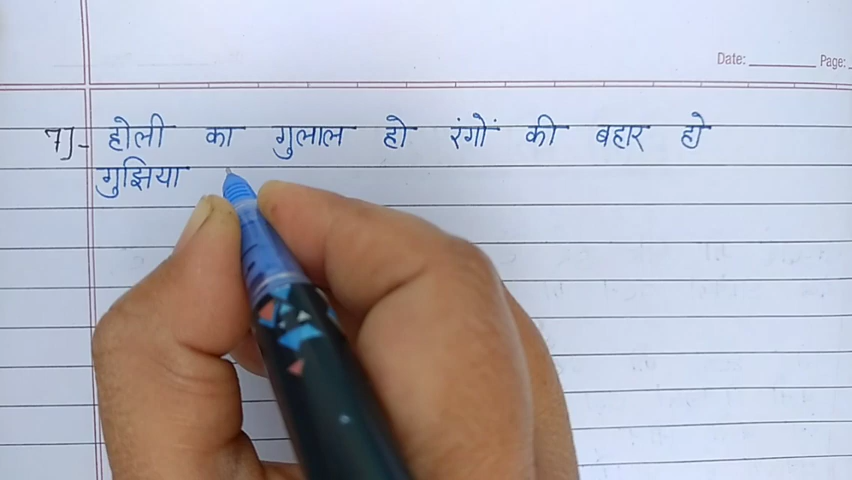 Date: Page:
7]- होली का गुलाल हो रंगों की बहार हो
गुझिया